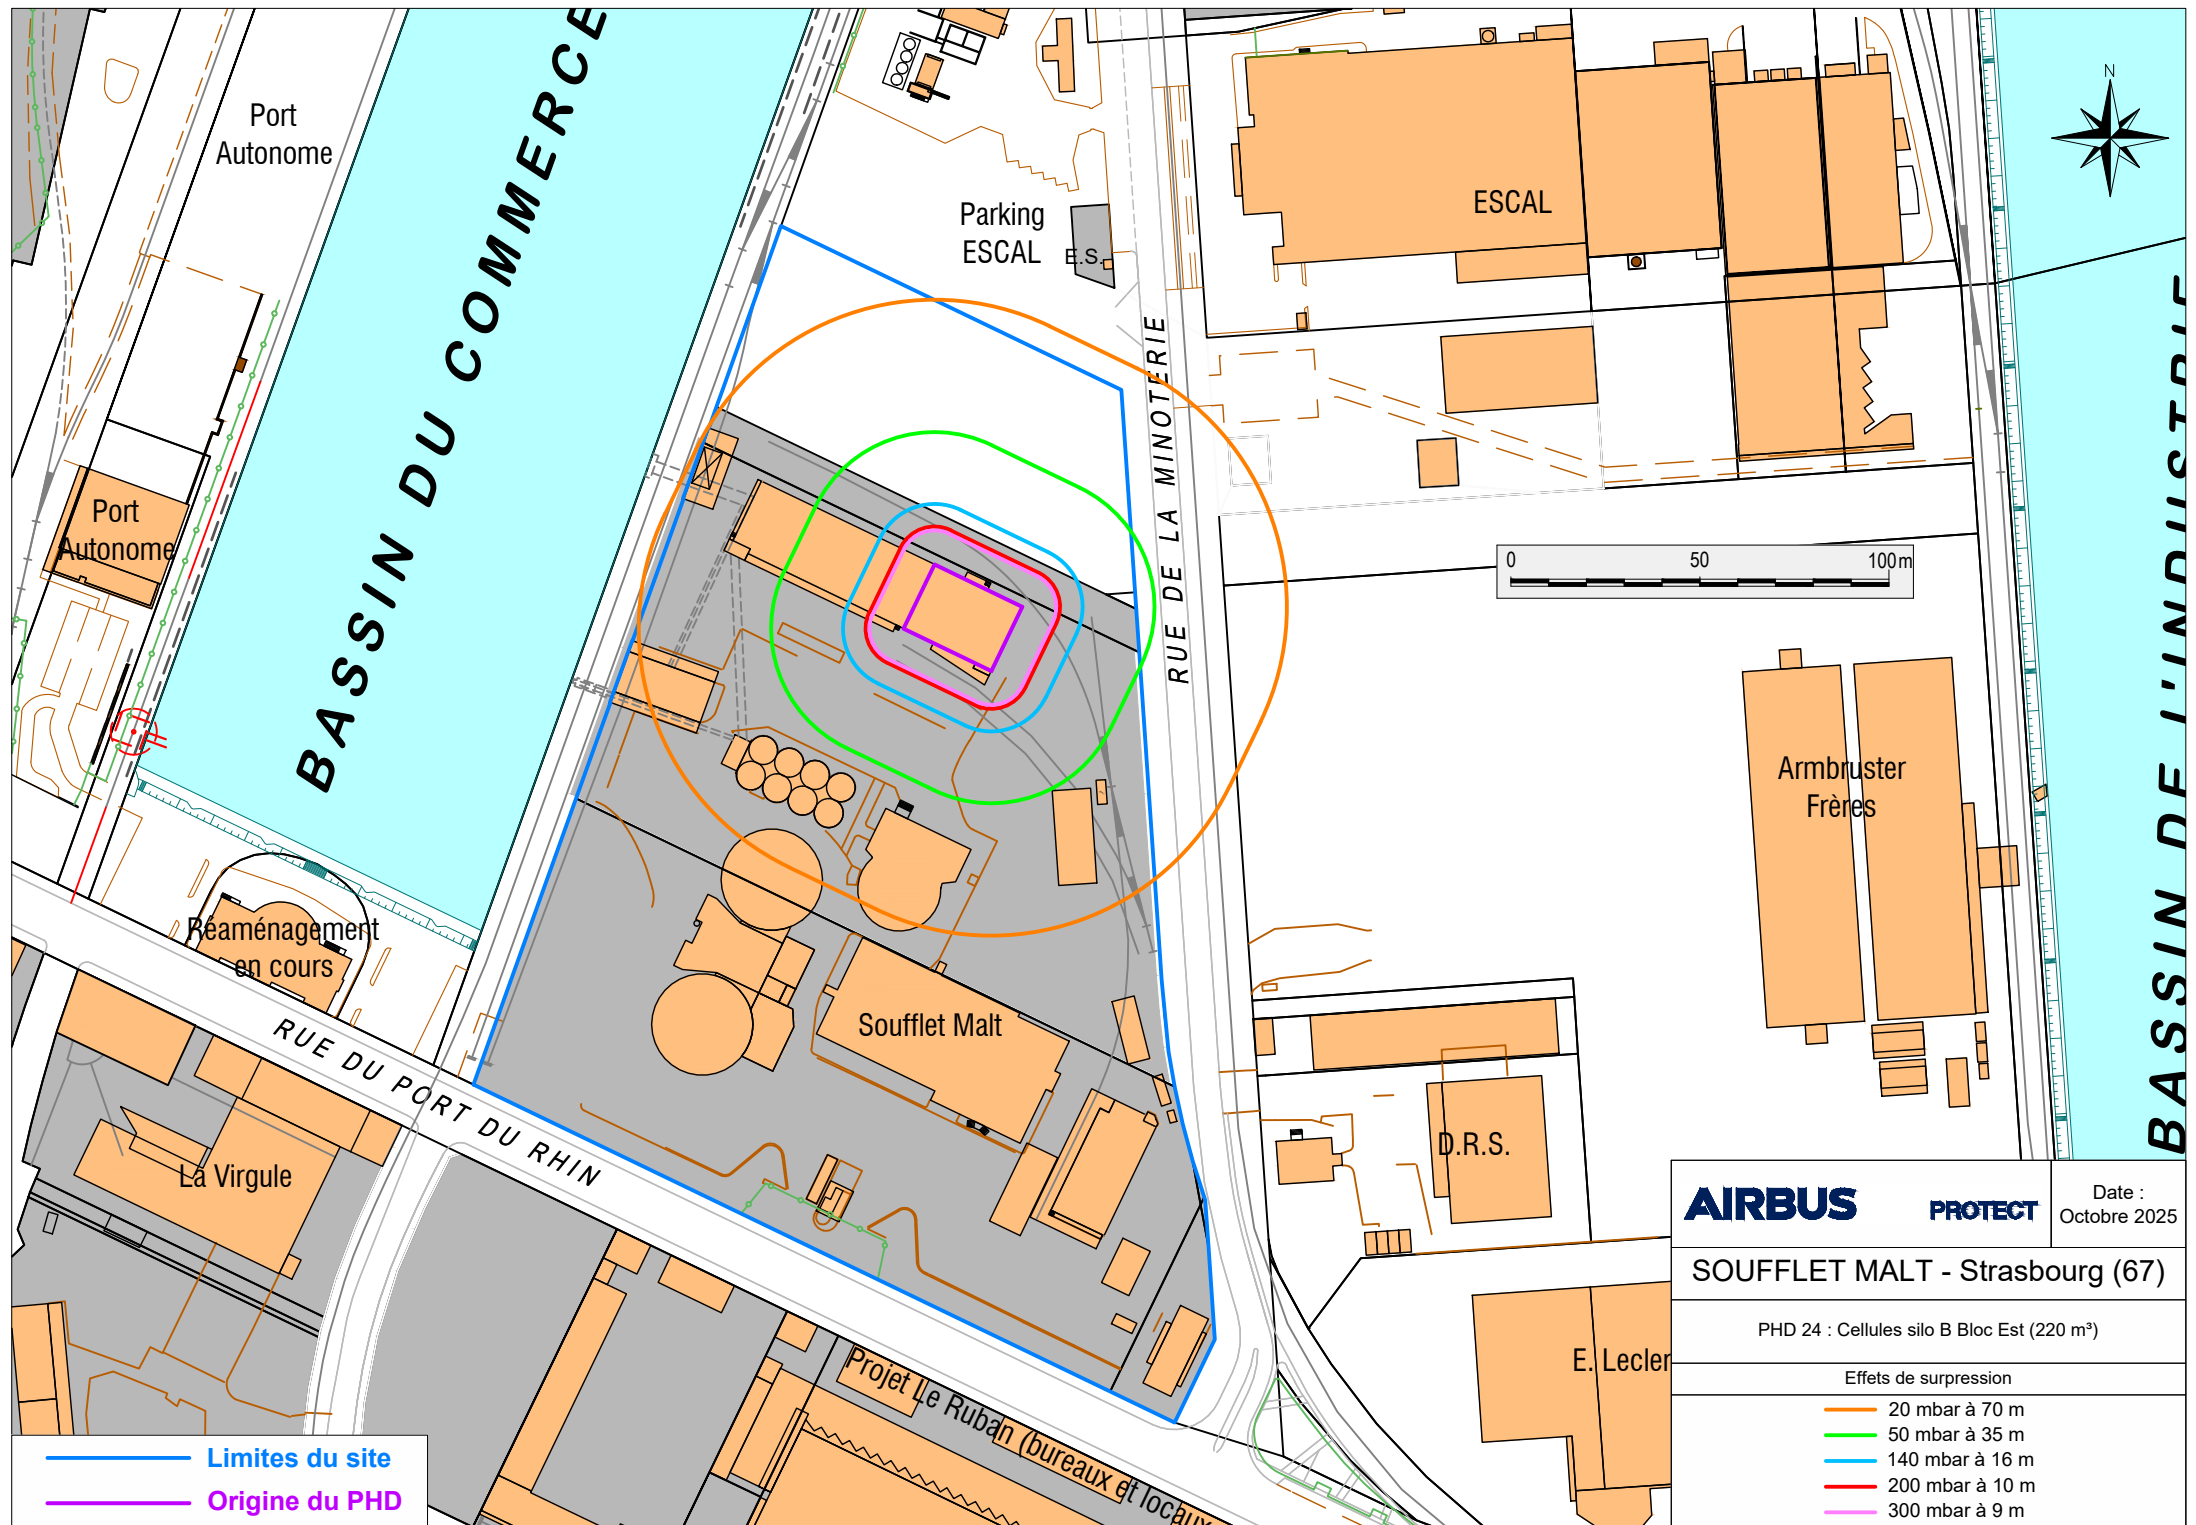 Port
Autonome
BASSIN DU COMMERCE
Parking
ESCAL
E.S.
ESCAL
N
RUE DE LA MINOTERIE
0 50 100m
Port
Autonome
BASSIN DE L'INDUSTRIE
Armbruster
Frères
Réaménagement
en cours
Soufflet Malt
RUE DU PORT DU RHIN
La Virgule
D.R.S.
E. Lecler
Projet Le Ruban (bureaux et locaux
AIRBUS PROTECT
Date :
Octobre 2025
SOUFFLET MALT - Strasbourg (67)
PHD 24 : Cellules silo B Bloc Est (220 m³)
Effets de surpression
20 mbar à 70 m
50 mbar à 35 m
140 mbar à 16 m
200 mbar à 10 m
300 mbar à 9 m
Limites du site
Origine du PHD